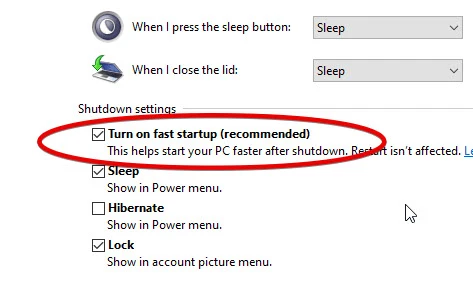 When I press the sleep button: Sleep
When I close the lid: Sleep
Shutdown settings
Turn on fast startup (recommended)
This helps start your PC faster after shutdown. Restart isn't affected. Le
Sleep
Show in Power menu.
Hibernate
Show in Power menu.
Lock
Show in account picture menu.